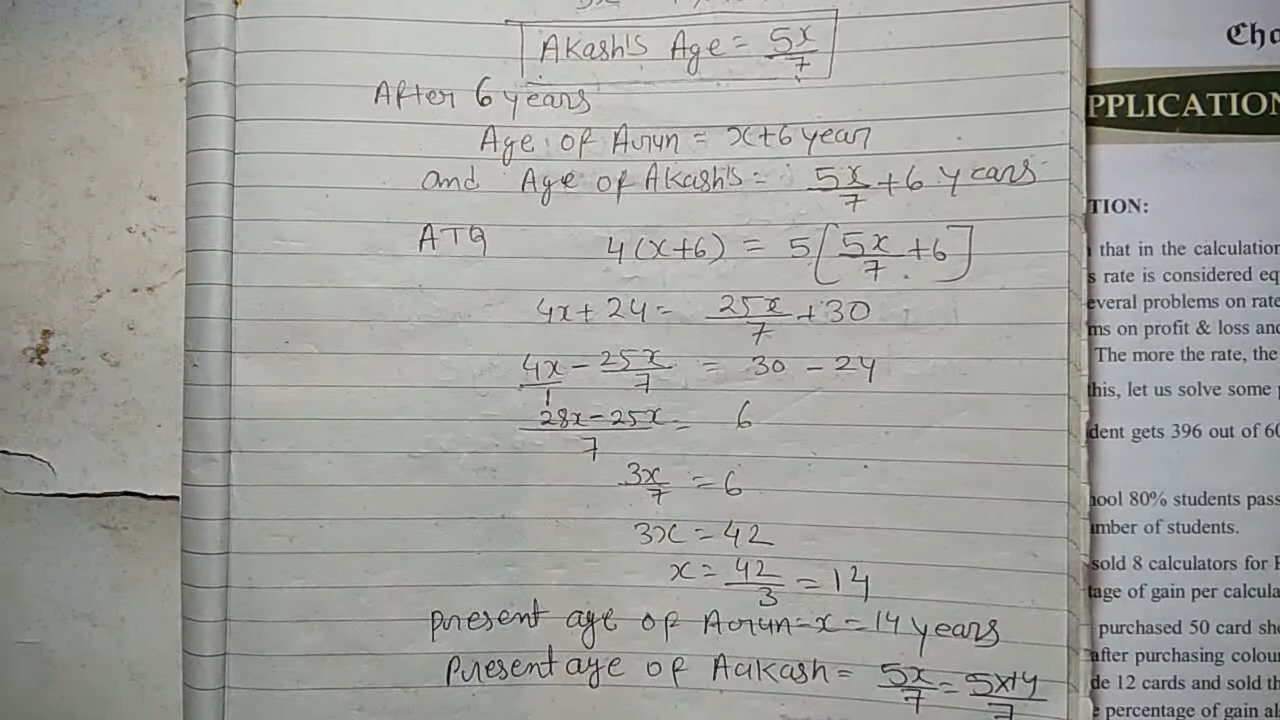 Akash's Age = 5x/7
After 6 years
Age of Arun = x+6 year
and Age of Akash's = 5x/7 + 6 years
ATQ 4(x+6) = 5[5x/7 + 6]
4x + 24 = 25x/7 + 30
4x/1 - 25x/7 = 30 - 24
28x - 25x/7 = 6
3x/7 = 6
3x = 42
x = 42/3 = 14
present age of Arun = x = 14 years
Present age of Aakash = 5x/7 = 5×14/7
Cha
PPLICATION
TION:
that in the calculation
s rate is considered eq
everal problems on rate
ms on profit & loss and
The more the rate, the
this, let us solve some
dent gets 396 out of 60
hool 80% students pass
mber of students.
sold 8 calculators for
tage of gain per calcula
purchased 50 card she
after purchasing colour
de 12 cards and sold th
percentage of gain al